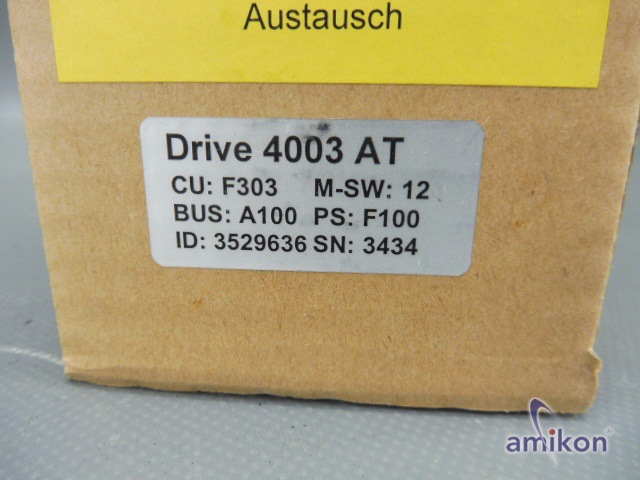 Austausch
Drive 4003 AT
CU: F303 M-SW: 12
BUS: A100 PS: F100
ID: 3529636 SN: 3434
amikon